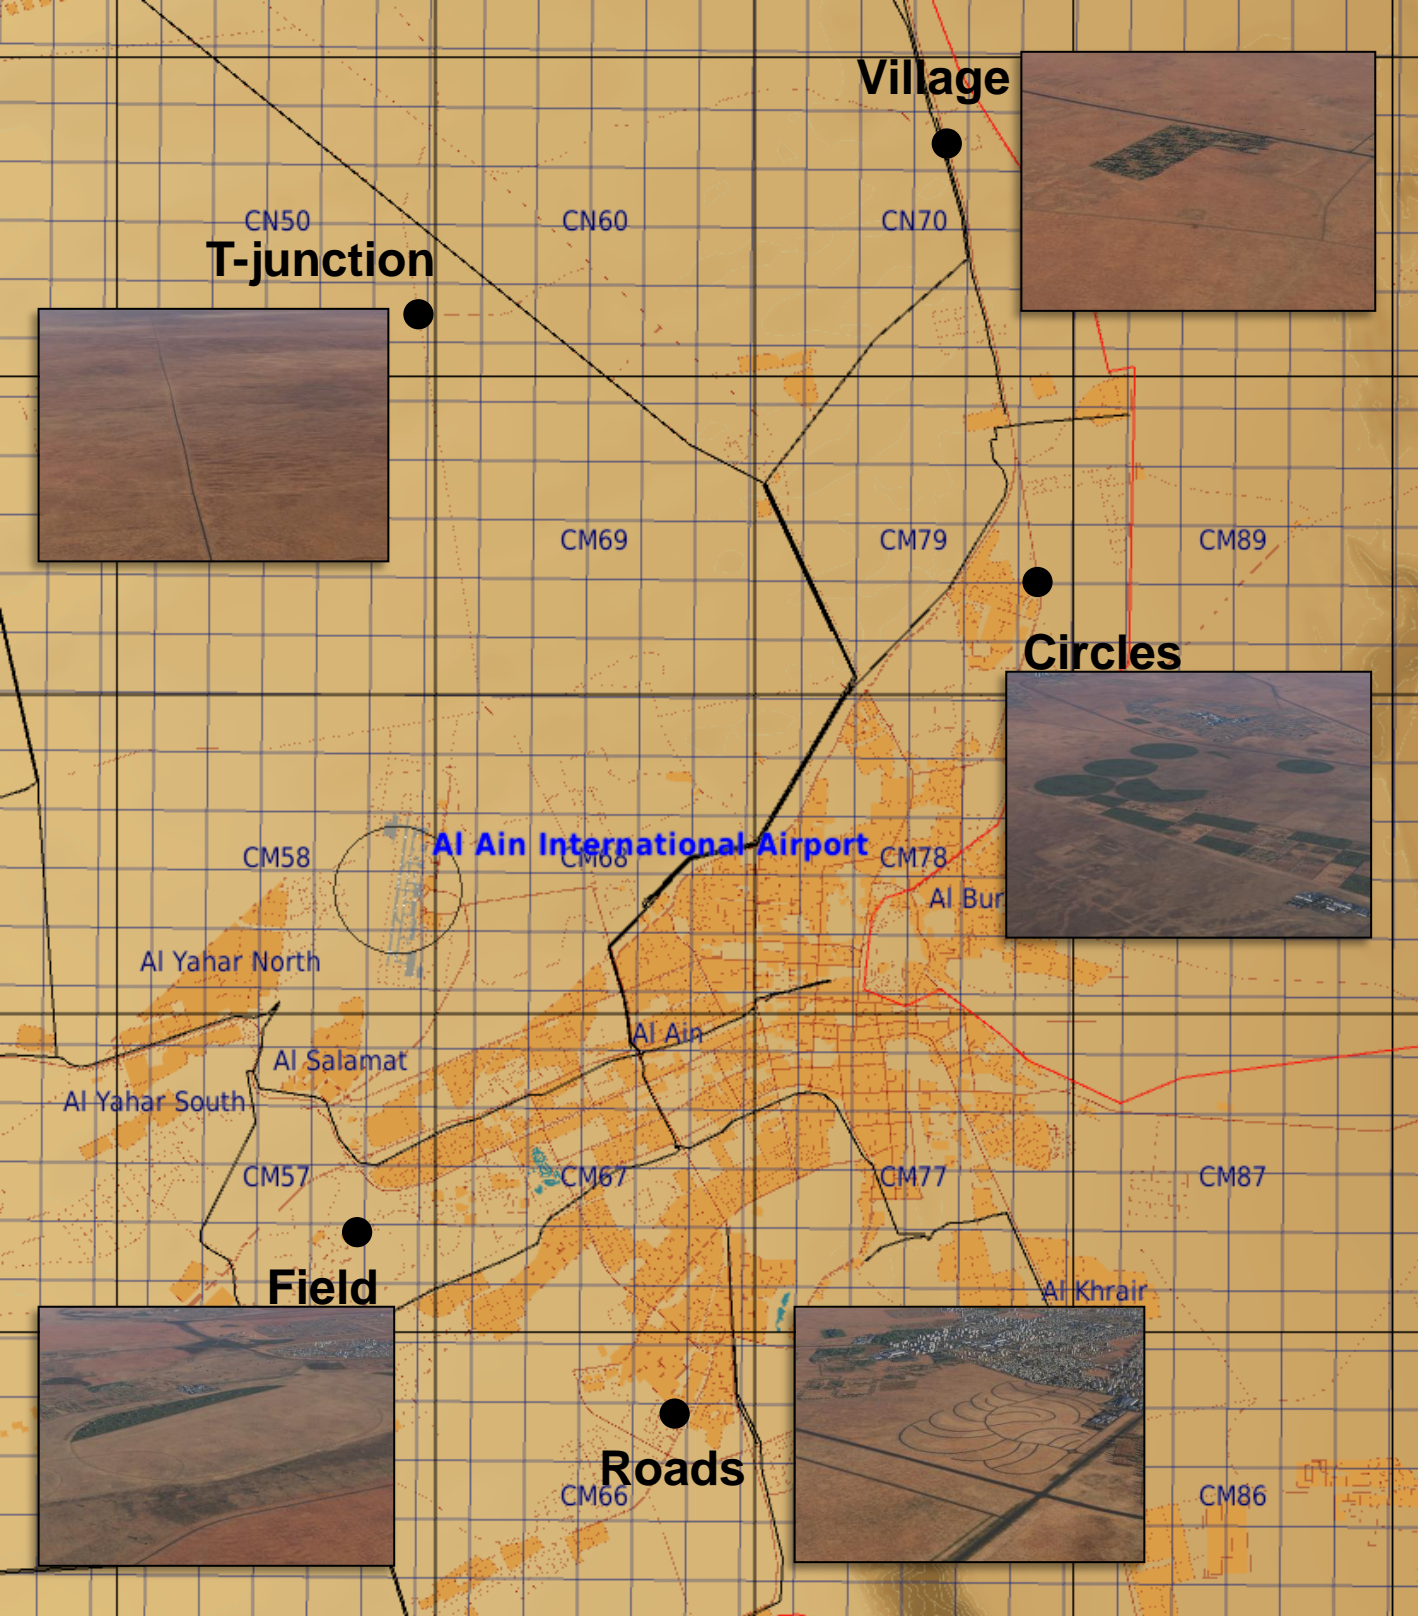 Village
CN50
CN60
CN70
T-junction
CM69
CM79
CM89
Circles
Al Ain International Airport
CM58
CM68
CM78
Al Bur
Al Yahar North
Al Ain
Al Salamat
Al Yahar South
CM57
CM67
CM77
CM87
Field
Al Khrair
Roads
CM66
CM86